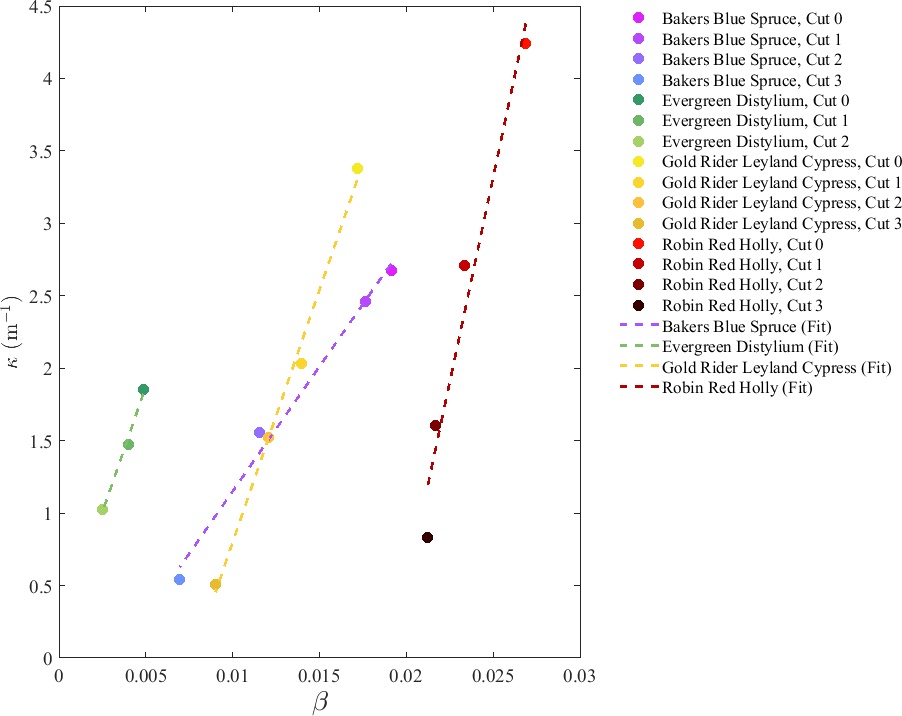 4.5
4
3.5
3
2.5
2
1.5
1
0.5
0
κ (m⁻¹)
0 0.005 0.01 0.015 0.02 0.025 0.03
β
Bakers Blue Spruce, Cut 0
Bakers Blue Spruce, Cut 1
Bakers Blue Spruce, Cut 2
Bakers Blue Spruce, Cut 3
Evergreen Distylium, Cut 0
Evergreen Distylium, Cut 1
Evergreen Distylium, Cut 2
Gold Rider Leyland Cypress, Cut 0
Gold Rider Leyland Cypress, Cut 1
Gold Rider Leyland Cypress, Cut 2
Gold Rider Leyland Cypress, Cut 3
Robin Red Holly, Cut 0
Robin Red Holly, Cut 1
Robin Red Holly, Cut 2
Robin Red Holly, Cut 3
Bakers Blue Spruce (Fit)
Evergreen Distylium (Fit)
Gold Rider Leyland Cypress (Fit)
Robin Red Holly (Fit)